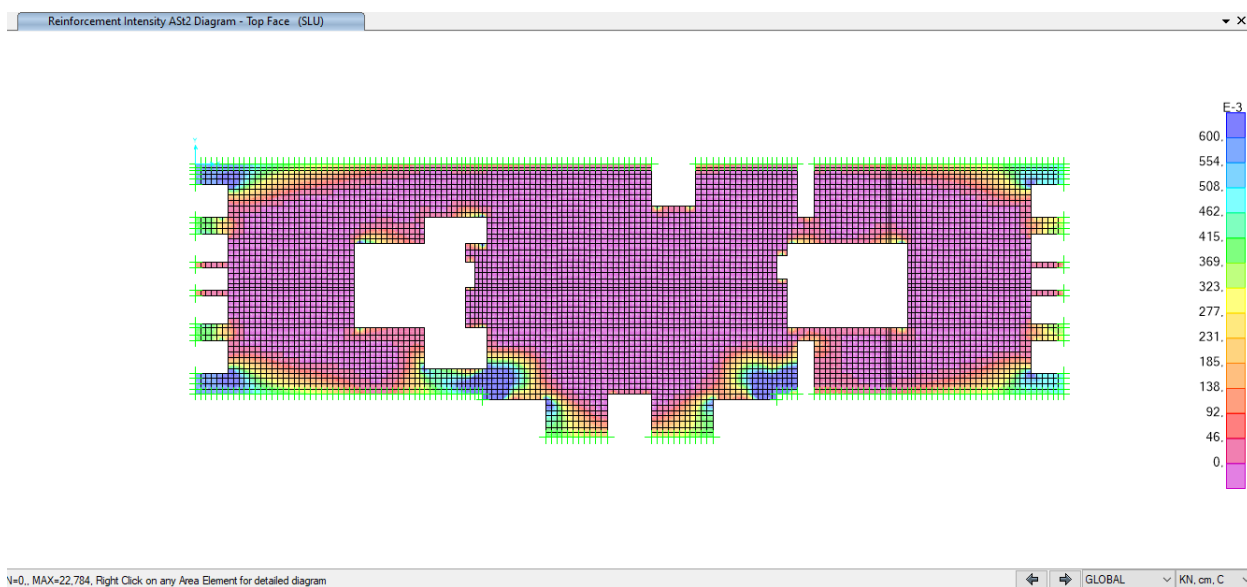 Reinforcement Intensity ASt2 Diagram - Top Face (SLU)
E-3
600,
554,
508,
462,
415,
369,
323,
277,
231,
185,
138,
92,
46,
0,
N=0,, MAX=22,784, Right Click on any Area Element for detailed diagram
GLOBAL
KN, cm, C